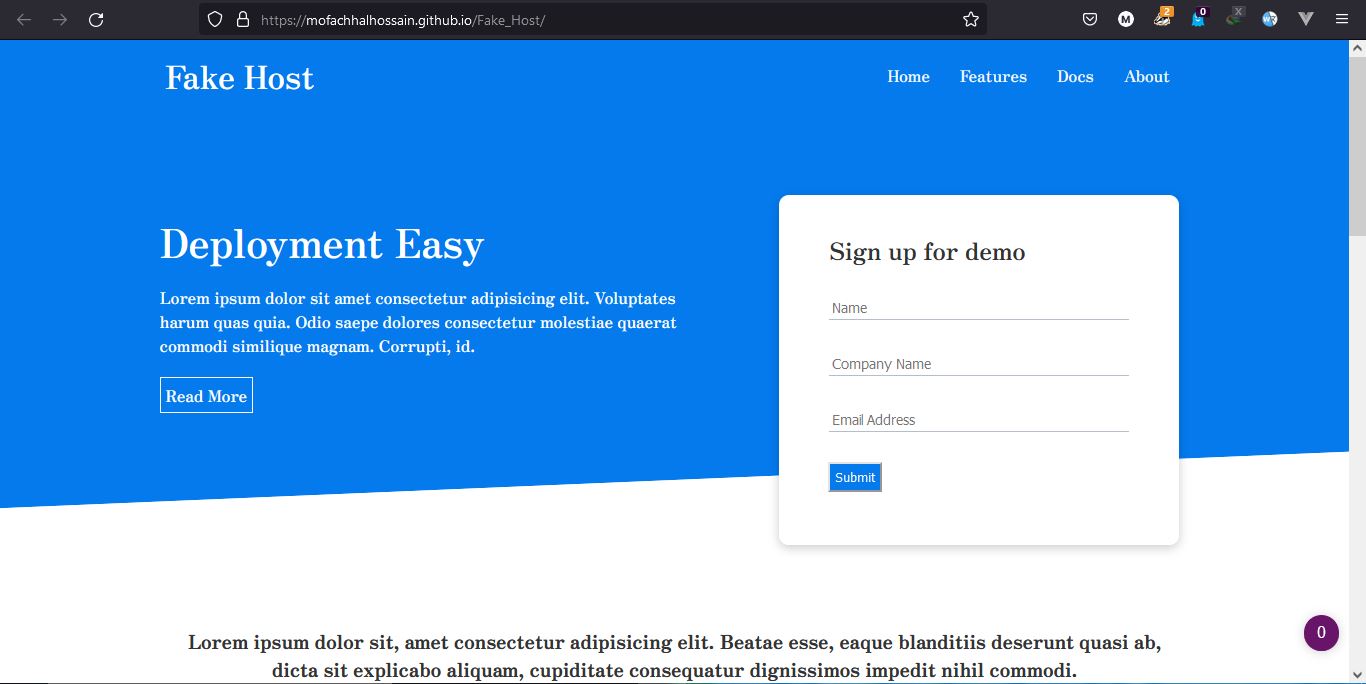 https://mofachhalhossain.github.io/Fake_Host/
M
2
0
X
Fake Host
Home Features Docs About
Deployment Easy
Lorem ipsum dolor sit amet consectetur adipisicing elit. Voluptates
harum quas quia. Odio saepe dolores consectetur molestiae quaerat
commodi similique magnam. Corrupti, id.
Read More
Sign up for demo
Name
Company Name
Email Address
Submit
0
Lorem ipsum dolor sit, amet consectetur adipisicing elit. Beatae esse, eaque blanditiis deserunt quasi ab,
dicta sit explicabo aliquam, cupiditate consequatur dignissimos impedit nihil commodi.